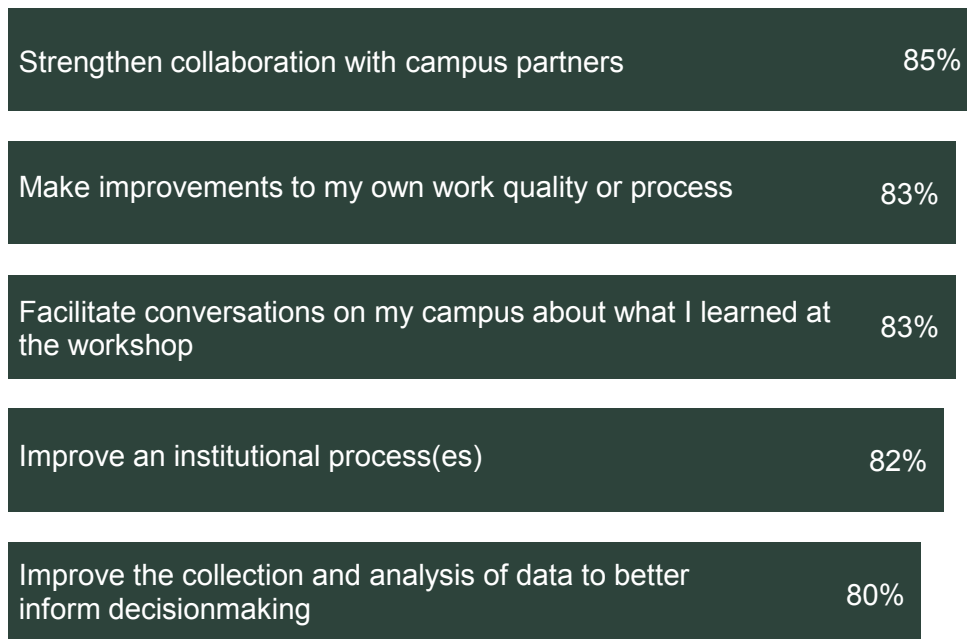 Strengthen collaboration with campus partners 85%
Make improvements to my own work quality or process 83%
Facilitate conversations on my campus about what I learned at
the workshop 83%
Improve an institutional process(es) 82%
Improve the collection and analysis of data to better
inform decisionmaking 80%